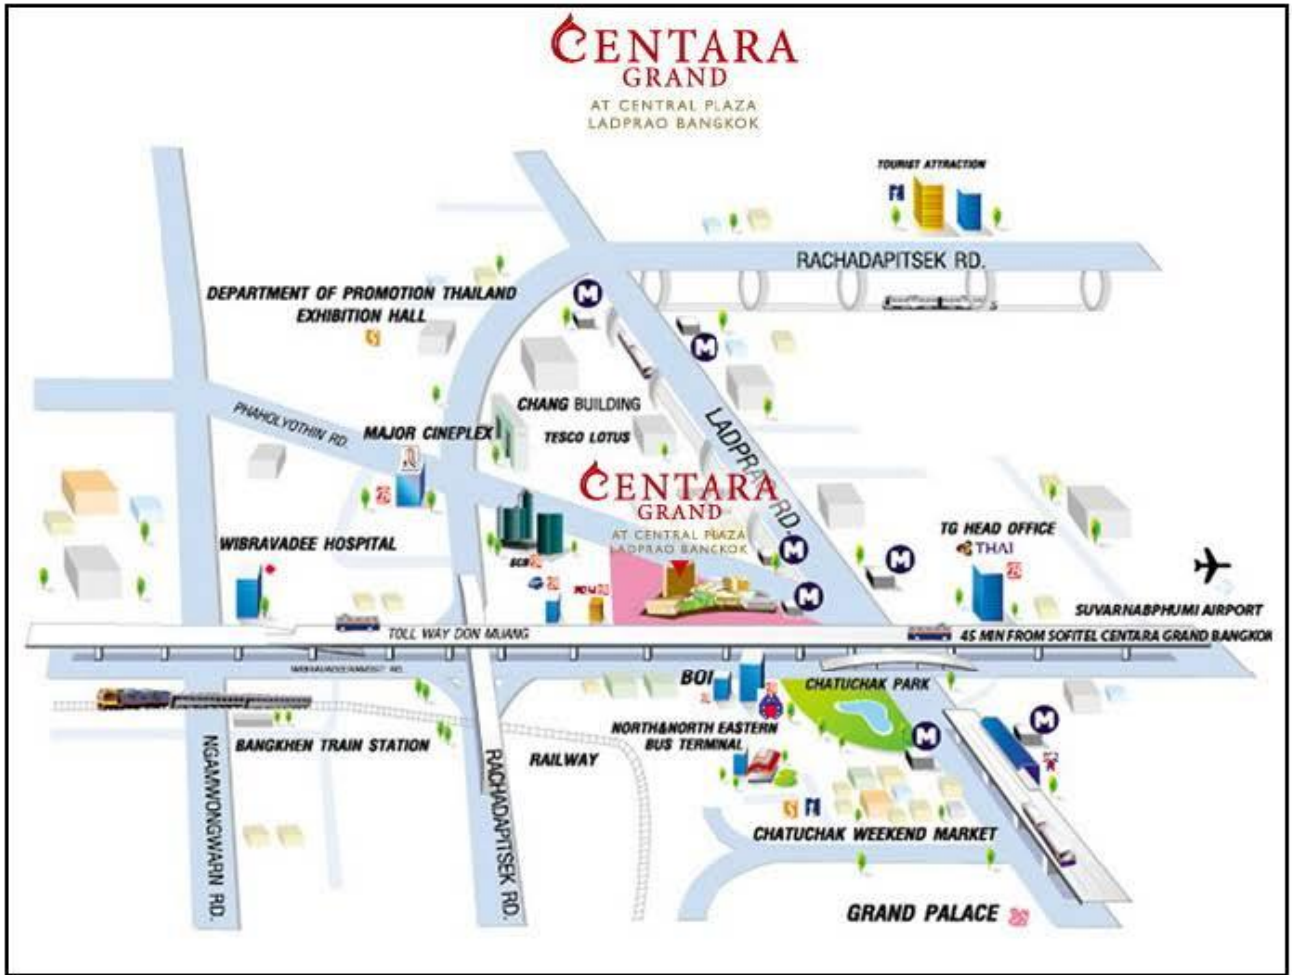 CENTARA
GRAND
AT CENTRAL PLAZA
LADPRAO BANGKOK
TOURIST ATTRACTION
RACHADAPITSEK RD.
DEPARTMENT OF PROMOTION THAILAND
EXHIBITION HALL
M
M
CHANG BUILDING
PHAHOLYOTHIN RD.
MAJOR CINEPLEX
TESCO LOTUS
LADPRAO RD.
CENTARA
GRAND
AT CENTRAL PLAZA
LADPRAO BANGKOK
TG HEAD OFFICE
THAI
WIBRAVADEE HOSPITAL
SCB
M
M
M
SUVARNABPHUMI AIRPORT
TOLL WAY DON MUANG
45 MIN FROM SOFITEL CENTARA GRAND BANGKOK
BOI
CHATUCHAK PARK
NORTH&NORTH EASTERN
BUS TERMINAL
M
M
BANGKHEN TRAIN STATION
RAILWAY
NGAMWONGWARN RD.
RACHADAPITSEK RD.
CHATUCHAK WEEKEND MARKET
GRAND PALACE